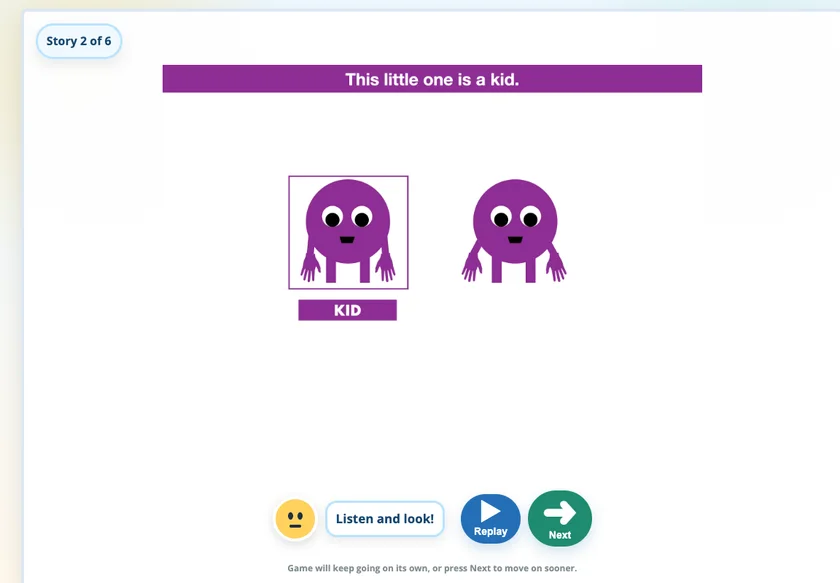 Story 2 of 6
This little one is a kid.
KID
Listen and look!
Replay
Next
Game will keep going on its own, or press Next to move on sooner.